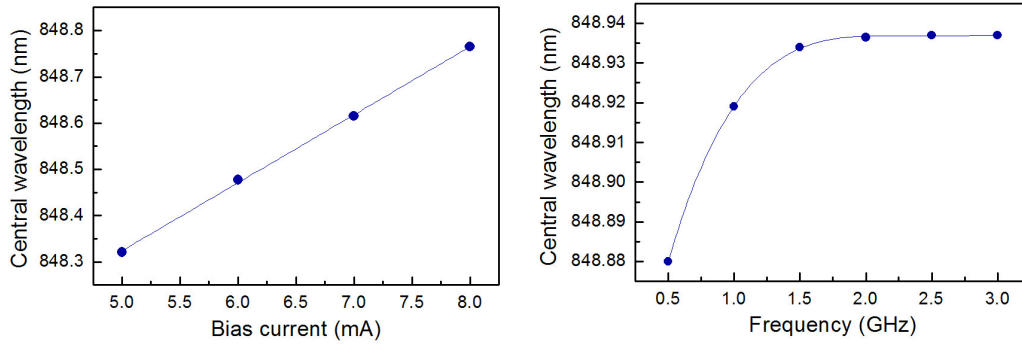 Central wavelength (nm)
848.8
848.7
848.6
848.5
848.4
848.3
5.0 5.5 6.0 6.5 7.0 7.5 8.0
Bias current (mA)
Central wavelength (nm)
848.94
848.93
848.92
848.91
848.90
848.89
848.88
0.5 1.0 1.5 2.0 2.5 3.0
Frequency (GHz)